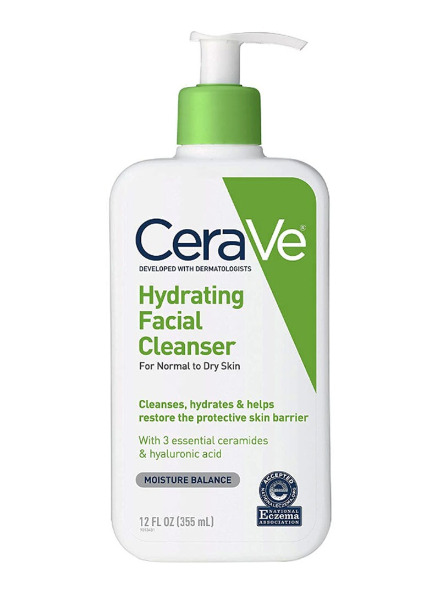 CeraVe®
DEVELOPED WITH DERMATOLOGISTS
Hydrating
Facial
Cleanser
For Normal to Dry Skin
Cleanses, hydrates & helps
restore the protective skin barrier
With 3 essential ceramides
& hyaluronic acid
MOISTURE BALANCE
ACCEPTED
NATIONAL
Eczema
ASSOCIATION
12 FL OZ (355 mL)